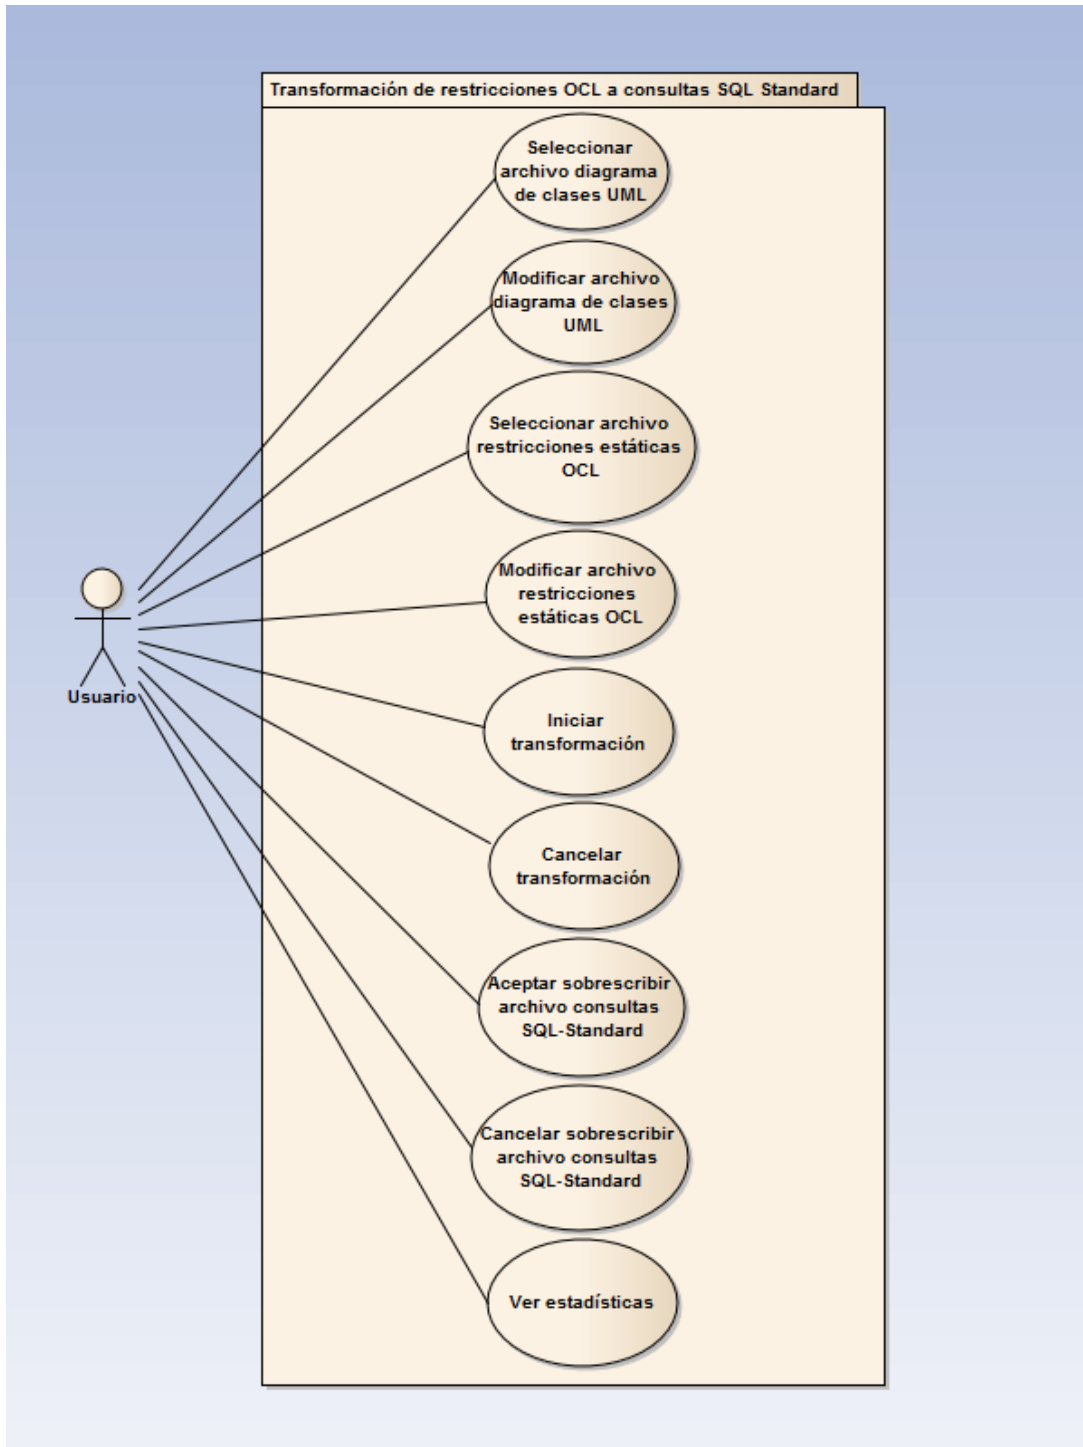 Transformación de restricciones OCL a consultas SQL Standard
Seleccionar
archivo diagrama
de clases UML
Modificar archivo
diagrama de clases
UML
Seleccionar archivo
restricciones estáticas
OCL
Modificar archivo
restricciones
estáticas OCL
Usuario
Iniciar
transformación
Cancelar
transformación
Aceptar sobrescribir
archivo consultas
SQL-Standard
Cancelar sobrescribir
archivo consultas
SQL-Standard
Ver estadísticas